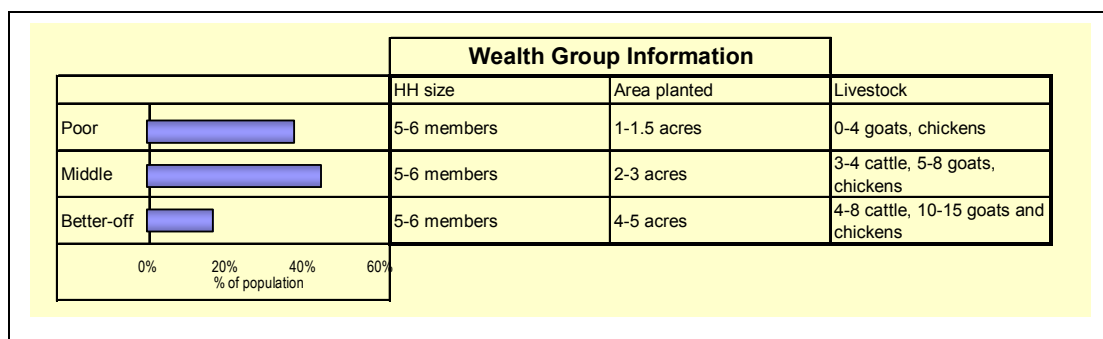 Wealth Group Information
HH size Area planted Livestock
Poor 5-6 members 1-1.5 acres 0-4 goats, chickens
Middle 5-6 members 2-3 acres 3-4 cattle, 5-8 goats,
chickens
Better-off 5-6 members 4-5 acres 4-8 cattle, 10-15 goats and
chickens
0% 20% 40% 60%
% of population